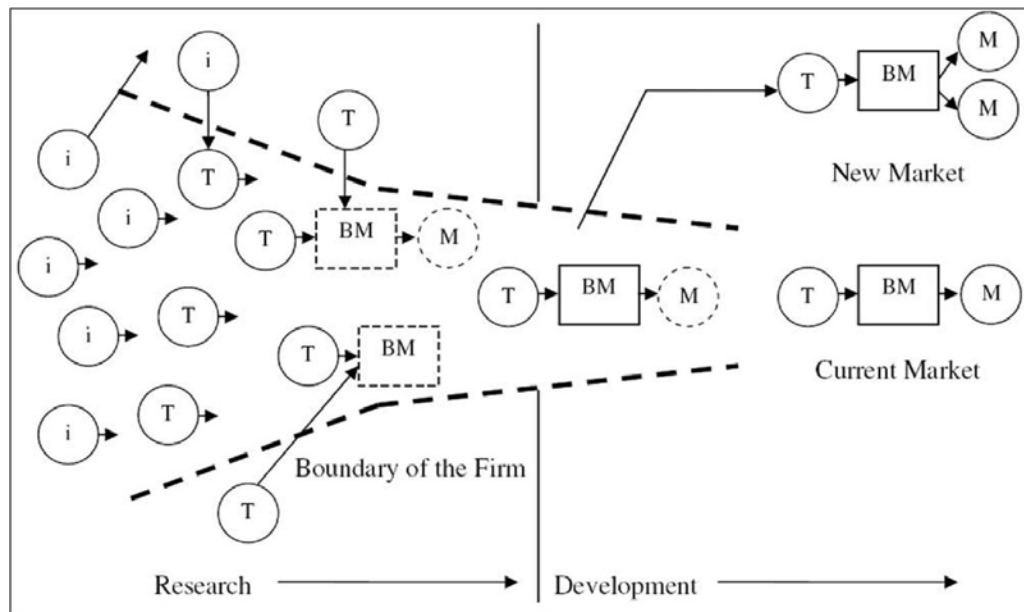 i
T
M
T
BM
M
i
T
New Market
i
T
BM
M
i
T
BM
M
T
BM
M
i
T
T
BM
Current Market
i
T
Boundary of the Firm
T
Research
Development